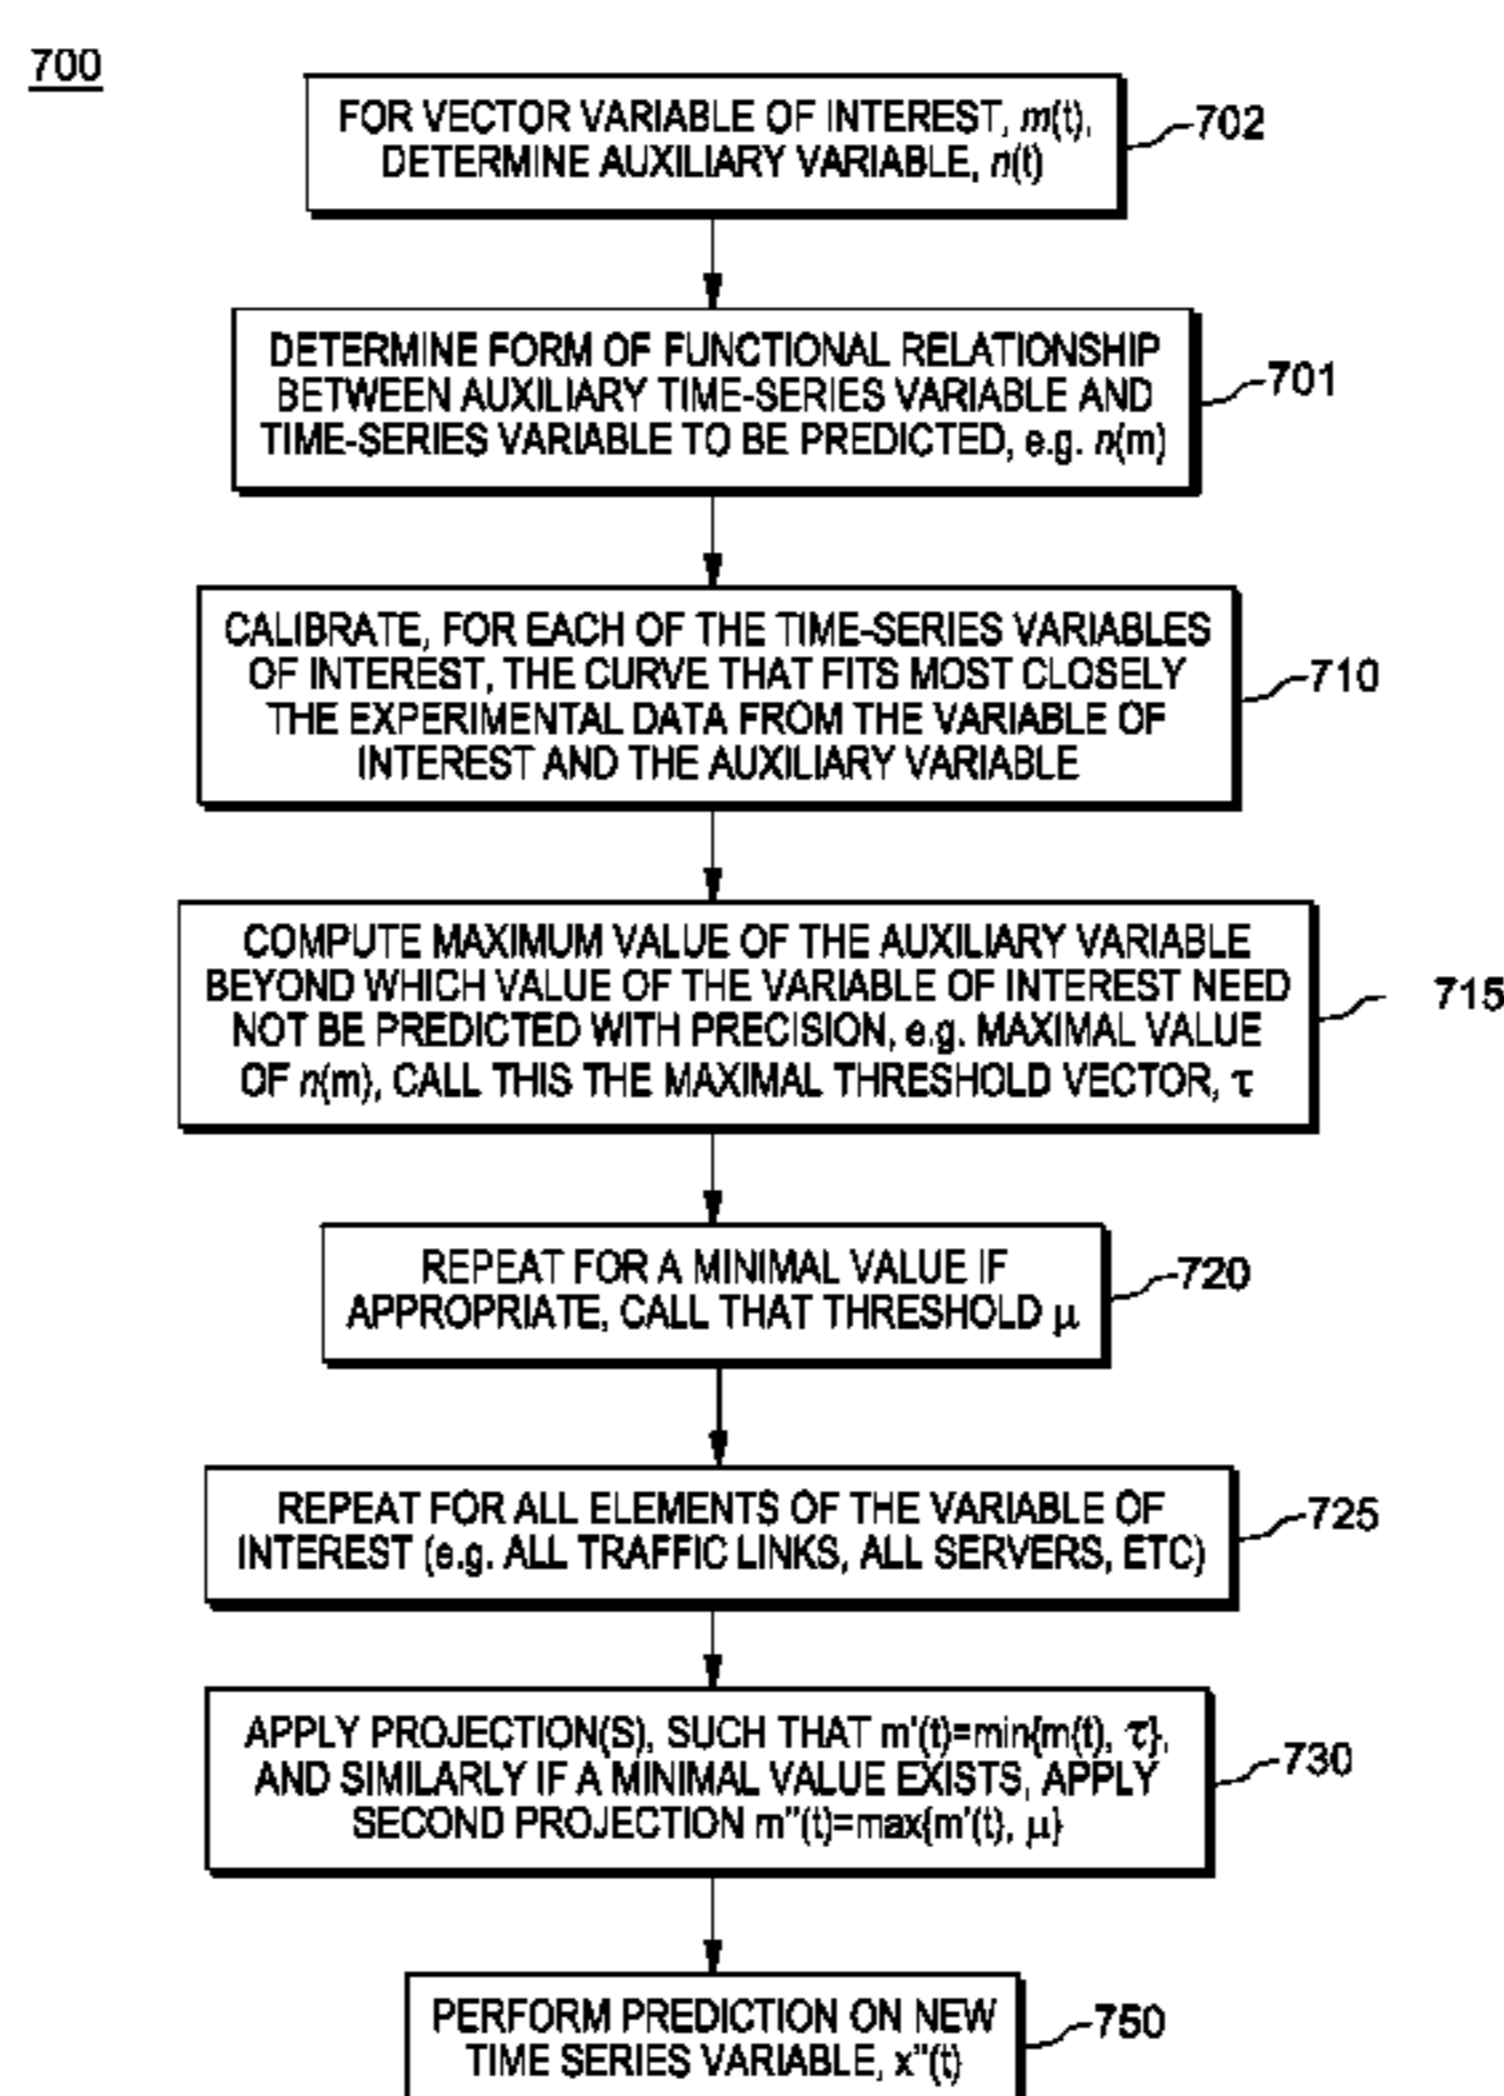 700
FOR VECTOR VARIABLE OF INTEREST, m(t),
DETERMINE AUXILIARY VARIABLE, n(t)
702
DETERMINE FORM OF FUNCTIONAL RELATIONSHIP
BETWEEN AUXILIARY TIME-SERIES VARIABLE AND
TIME-SERIES VARIABLE TO BE PREDICTED, e.g. n(m)
701
CALIBRATE, FOR EACH OF THE TIME-SERIES VARIABLES
OF INTEREST, THE CURVE THAT FITS MOST CLOSELY
THE EXPERIMENTAL DATA FROM THE VARIABLE OF
INTEREST AND THE AUXILIARY VARIABLE
710
COMPUTE MAXIMUM VALUE OF THE AUXILIARY VARIABLE
BEYOND WHICH VALUE OF THE VARIABLE OF INTEREST NEED
NOT BE PREDICTED WITH PRECISION, e.g. MAXIMAL VALUE
OF n(m), CALL THIS THE MAXIMAL THRESHOLD VECTOR, τ
715
REPEAT FOR A MINIMAL VALUE IF
APPROPRIATE, CALL THAT THRESHOLD μ
720
REPEAT FOR ALL ELEMENTS OF THE VARIABLE OF
INTEREST (e.g. ALL TRAFFIC LINKS, ALL SERVERS, ETC)
725
APPLY PROJECTION(S), SUCH THAT m'(t)=min{m(t), τ},
AND SIMILARLY IF A MINIMAL VALUE EXISTS, APPLY
SECOND PROJECTION m"(t)=max{m'(t), μ}
730
PERFORM PREDICTION ON NEW
TIME SERIES VARIABLE, x"(t)
750